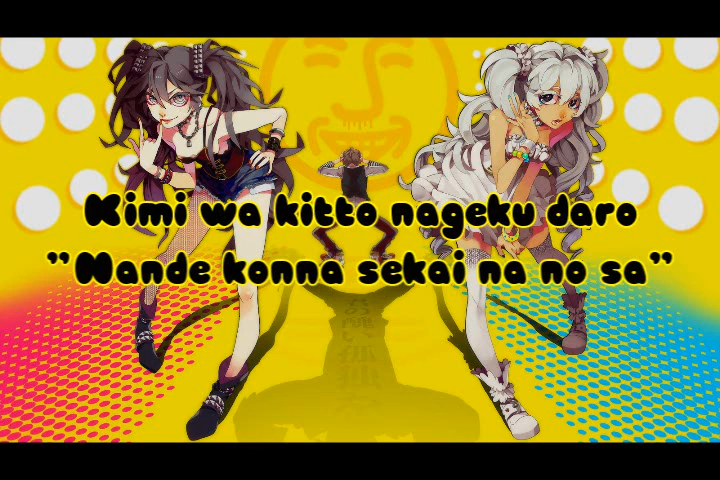 Kimi wa kitto nageku daro
"Nande konna sekai na no sa"